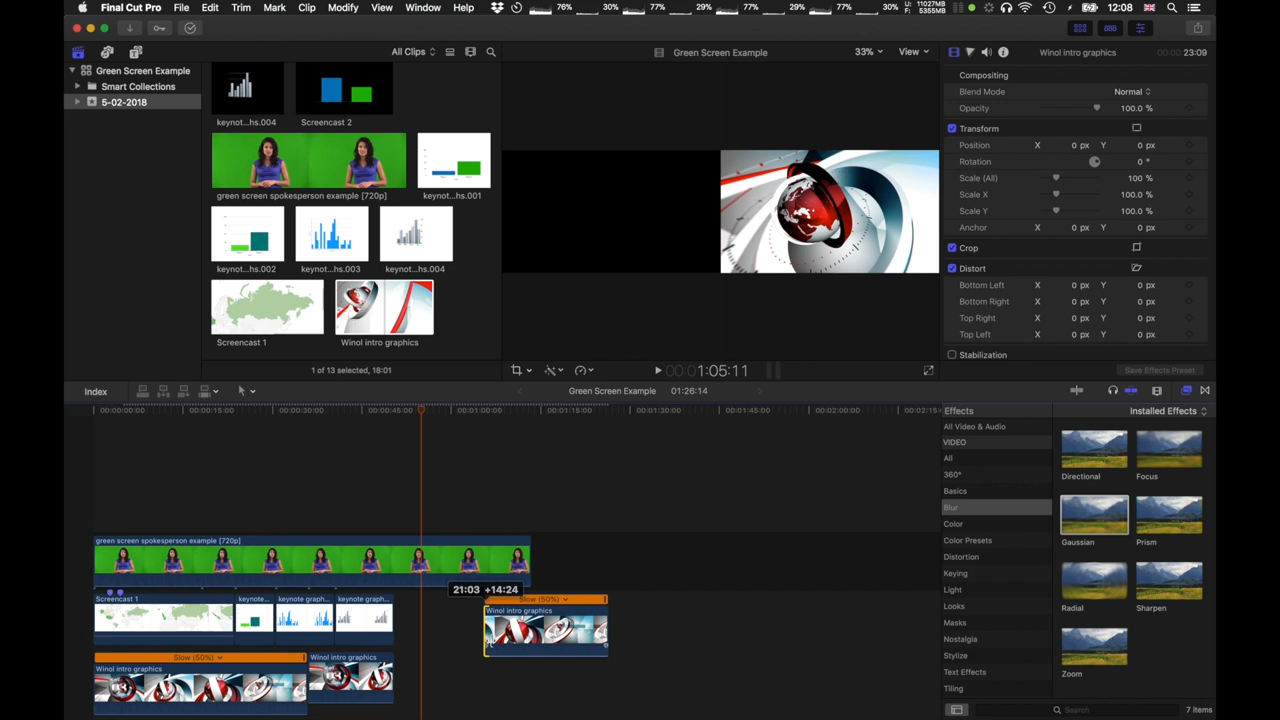 Final Cut Pro File Edit Trim Mark Clip Modify View Window Help 76% 30% 77% 29% 77% 29% 77% 30% U: 11027MB F: 5355MB 12:08
All Clips Green Screen Example 33% View Winol intro graphics 00:00:23:09
Green Screen Example
Smart Collections
5-02-2018
keynot...hs.004 Screencast 2
green screen spokesperson example [720p] keynot...hs.001
keynot...hs.002 keynot...hs.003 keynot...hs.004
Screencast 1 Winol intro graphics
1 of 13 selected, 18:01
00:00:1:05:11
Compositing
Blend Mode Normal
Opacity 100.0 %
Transform
Position X 0 px Y 0 px
Rotation 0 °
Scale (All) 100 %
Scale X 100.0 %
Scale Y 100.0 %
Anchor X 0 px Y 0 px
Crop
Distort
Bottom Left X 0 px Y 0 px
Bottom Right X 0 px Y 0 px
Top Right X 0 px Y 0 px
Top Left X 0 px Y 0 px
Stabilization
Save Effects Preset
Index Green Screen Example 01:26:14
00:00:00:00 00:00:15:00 00:00:30:00 00:00:45:00 00:01:00:00 00:01:15:00 00:01:30:00 00:01:45:00 00:02:00:00 00:02:15
green screen spokesperson example [720p]
21:03 +14:24
Screencast 1 keynote... keynote grap... keynote graph... Slow (50%)
Winol intro graphics
Slow (50%) Winol intro graphics
Winol intro graphics
Effects Installed Effects
All Video & Audio
VIDEO
All
360°
Basics
Blur
Color
Color Presets
Distortion
Keying
Light
Looks
Masks
Nostalgia
Stylize
Text Effects
Tiling
Directional Focus
Gaussian Prism
Radial Sharpen
Zoom
Search 7 items